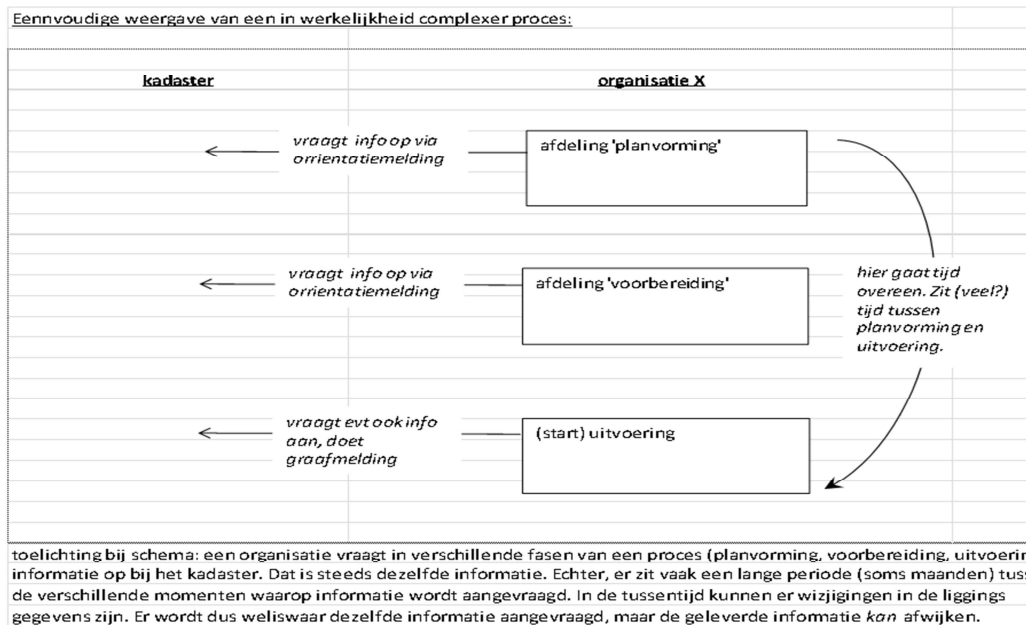 Eennvoudige weergave van een in werkelijkheid complexer proces:
kadaster
organisatie X
vraagt info op via
orrientatiemelding
afdeling 'planvorming'
vraagt info op via
orrientatiemelding
afdeling 'voorbereiding'
hier gaat tijd
overeen. Zit (veel?)
tijd tussen
planvorming en
uitvoering.
vraagt evt ook info
aan, doet
graafmelding
(start) uitvoering
toelichting bij schema: een organisatie vraagt in verschillende fasen van een proces (planvorming, voorbereiding, uitvoerin
informatie op bij het kadaster. Dat is steeds dezelfde informatie. Echter, er zit vaak een lange periode (soms maanden) tuss
de verschillende momenten waarop informatie wordt aangevraagd. In de tussentijd kunnen er wizjigingen in de liggings
gegevens zijn. Er wordt dus weliswaar dezelfde informatie aangevraagd, maar de geleverde informatie kan afwijken.